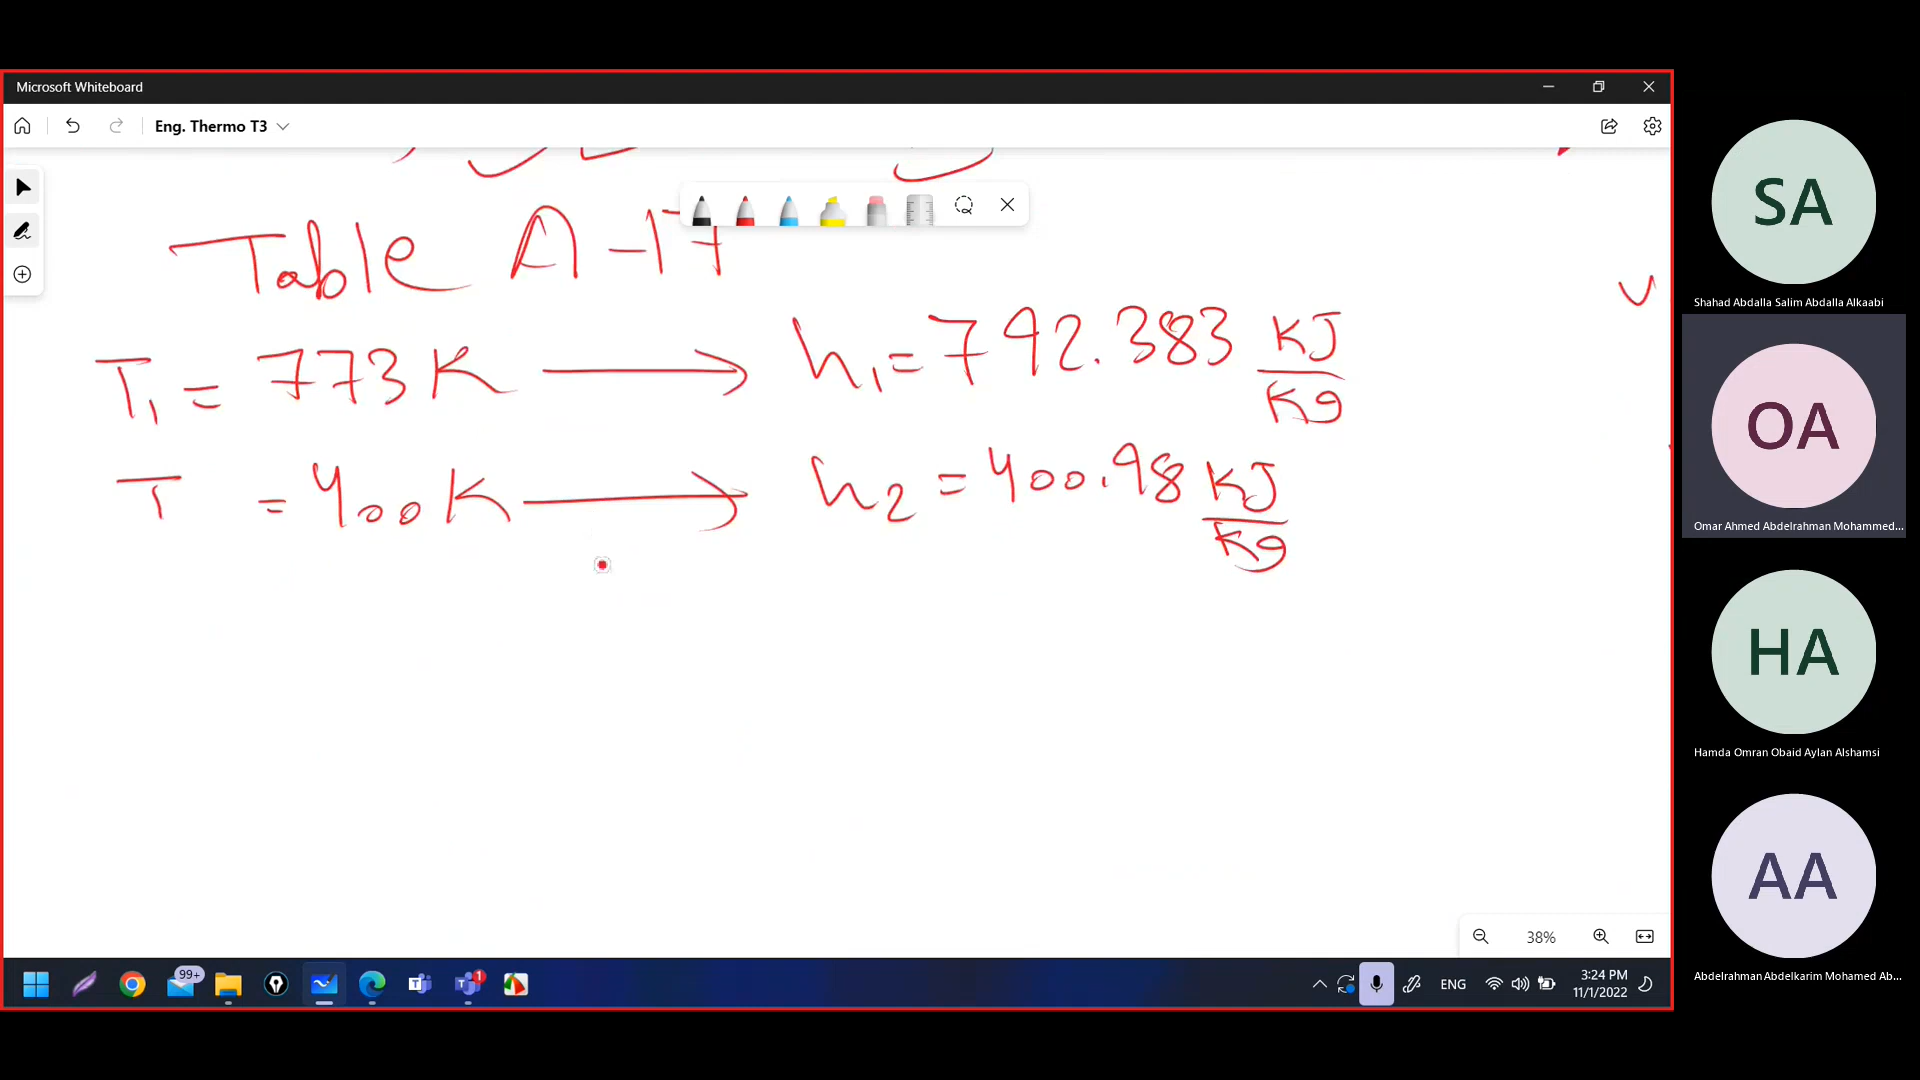 Microsoft Whiteboard
Eng. Thermo T3
Table A-17
T₁ = 773 K → h₁ = 792.383 KJ/Kg
T = 400 K → h₂ = 400.98 KJ/Kg
SA
Shahad Abdalla Salim Abdalla Alkaabi
OA
Omar Ahmed Abdelrahman Mohammed...
HA
Hamda Omran Obaid Aylan Alshamsi
AA
Abdelrahman Abdelkarim Mohamed Ab...
38%
99+
1
ENG
3:24 PM
11/1/2022